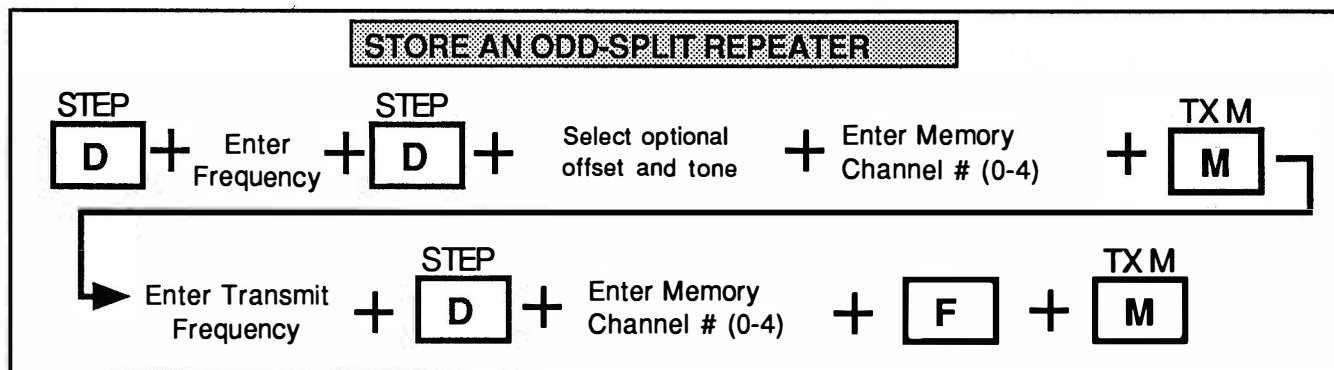 STORE AN ODD-SPLIT REPEATER
STEP STEP TX M
D + Enter Frequency + D + Select optional offset and tone + Enter Memory Channel # (0-4) + M
STEP TX M
Enter Transmit Frequency + D + Enter Memory Channel # (0-4) + F + M